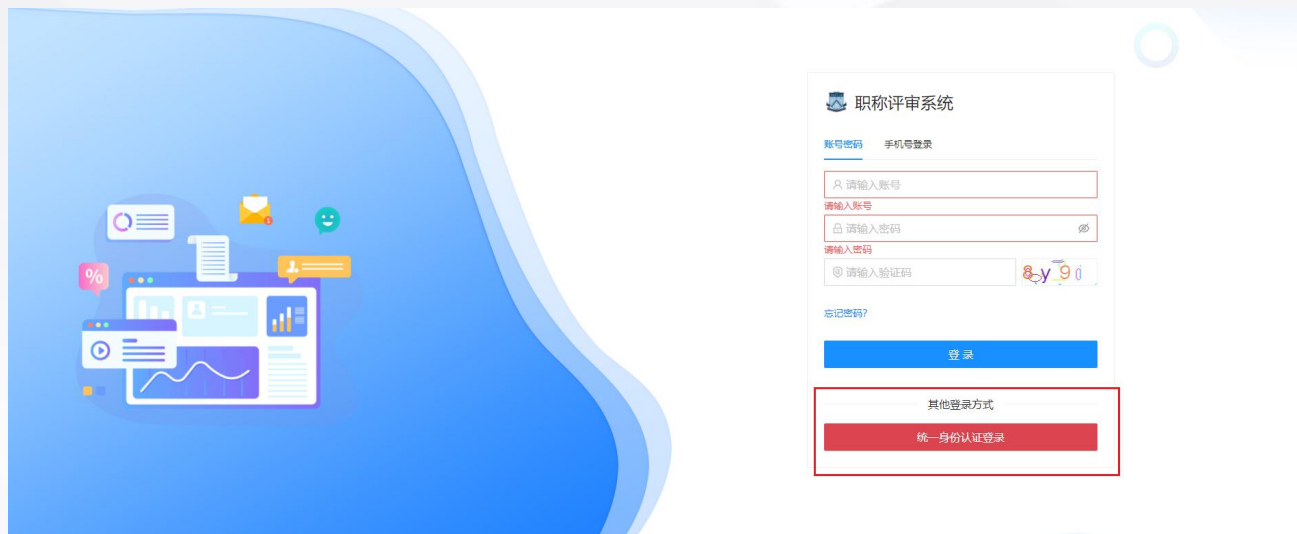 职称评审系统
账号密码 手机号登录
请输入账号
请输入账号
请输入密码
请输入密码
请输入验证码 8y9i
忘记密码?
登录
其他登录方式
统一身份认证登录
%
1